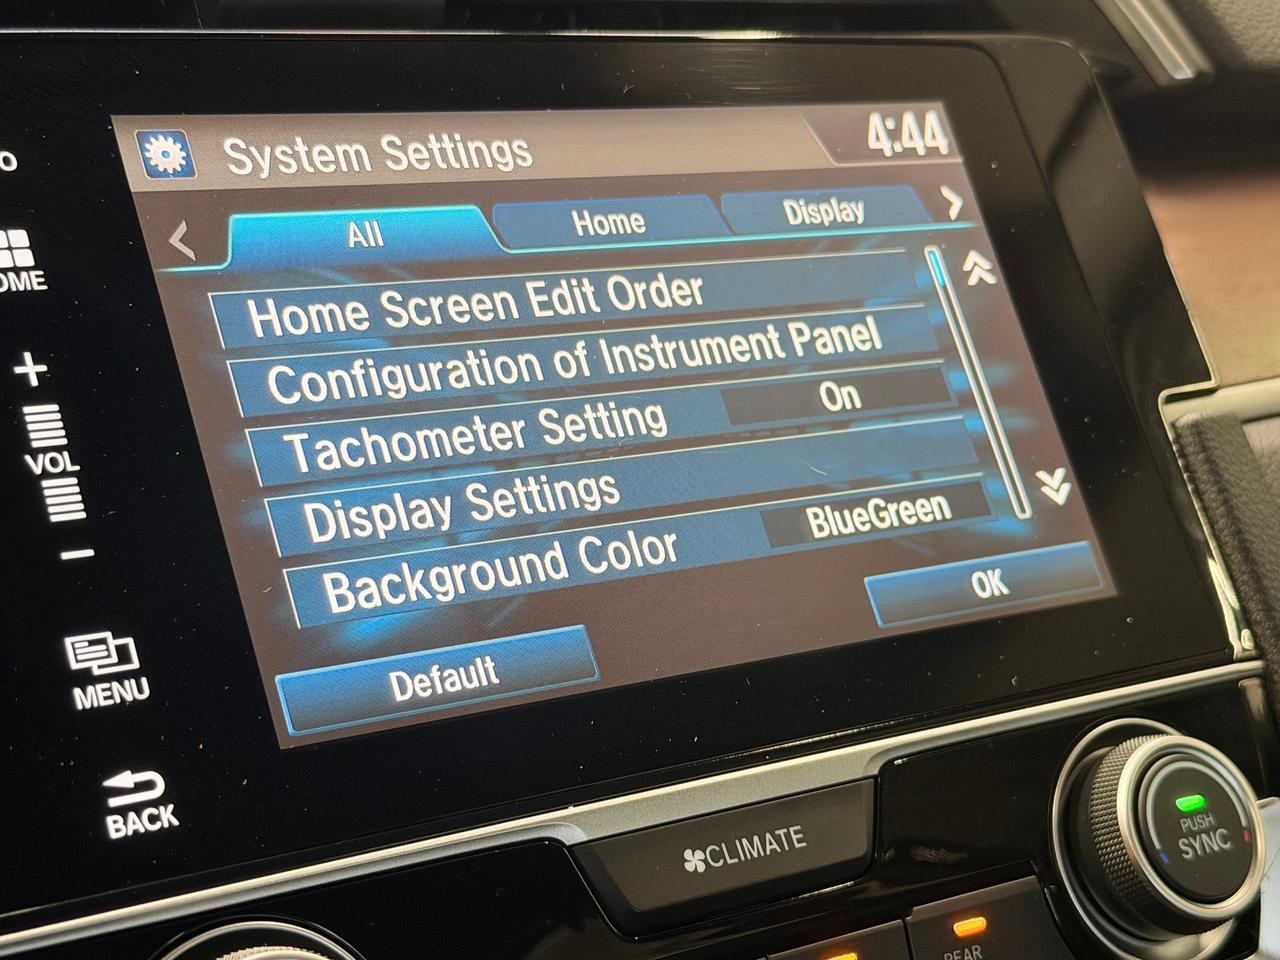 System Settings
4:44
All
Home
Display
Home Screen Edit Order
Configuration of Instrument Panel
Tachometer Setting
On
Display Settings
Background Color
BlueGreen
OK
Default
VOL
MENU
BACK
CLIMATE
PUSH
SYNC
REAR